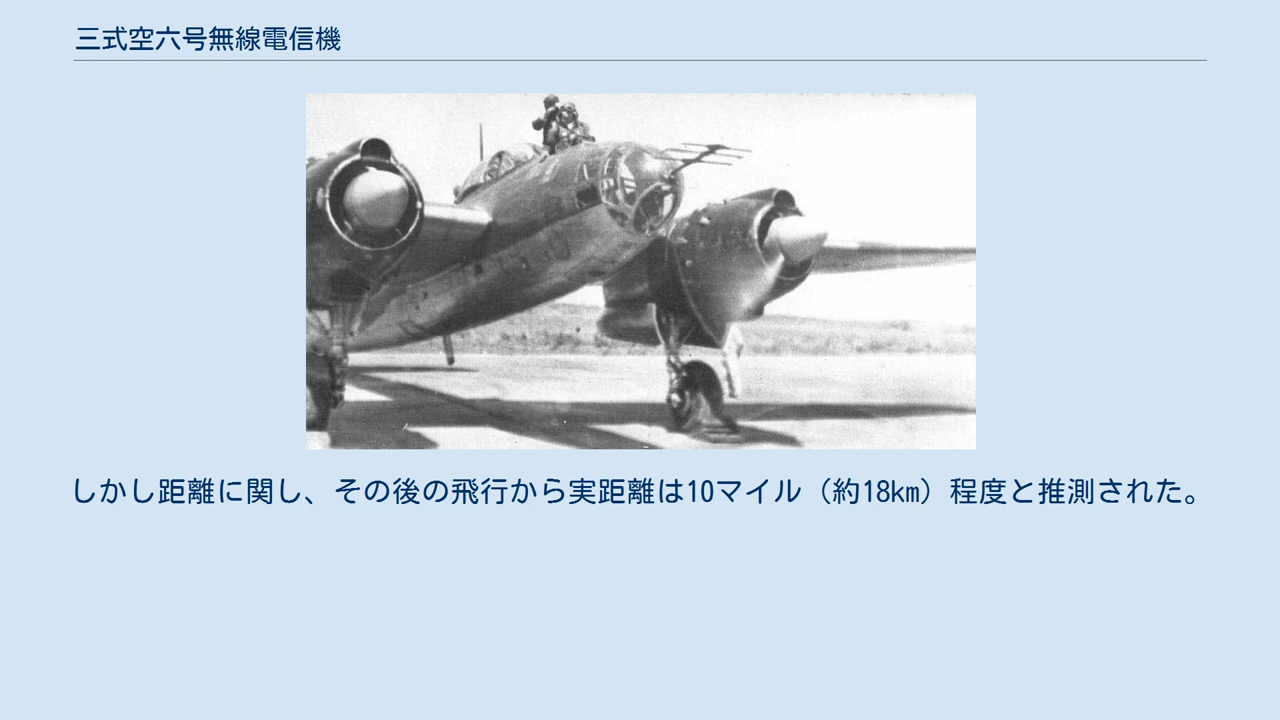 三式空六号無線電信機
しかし距離に関し、その後の飛行から実距離は10マイル（約18km）程度と推測された。